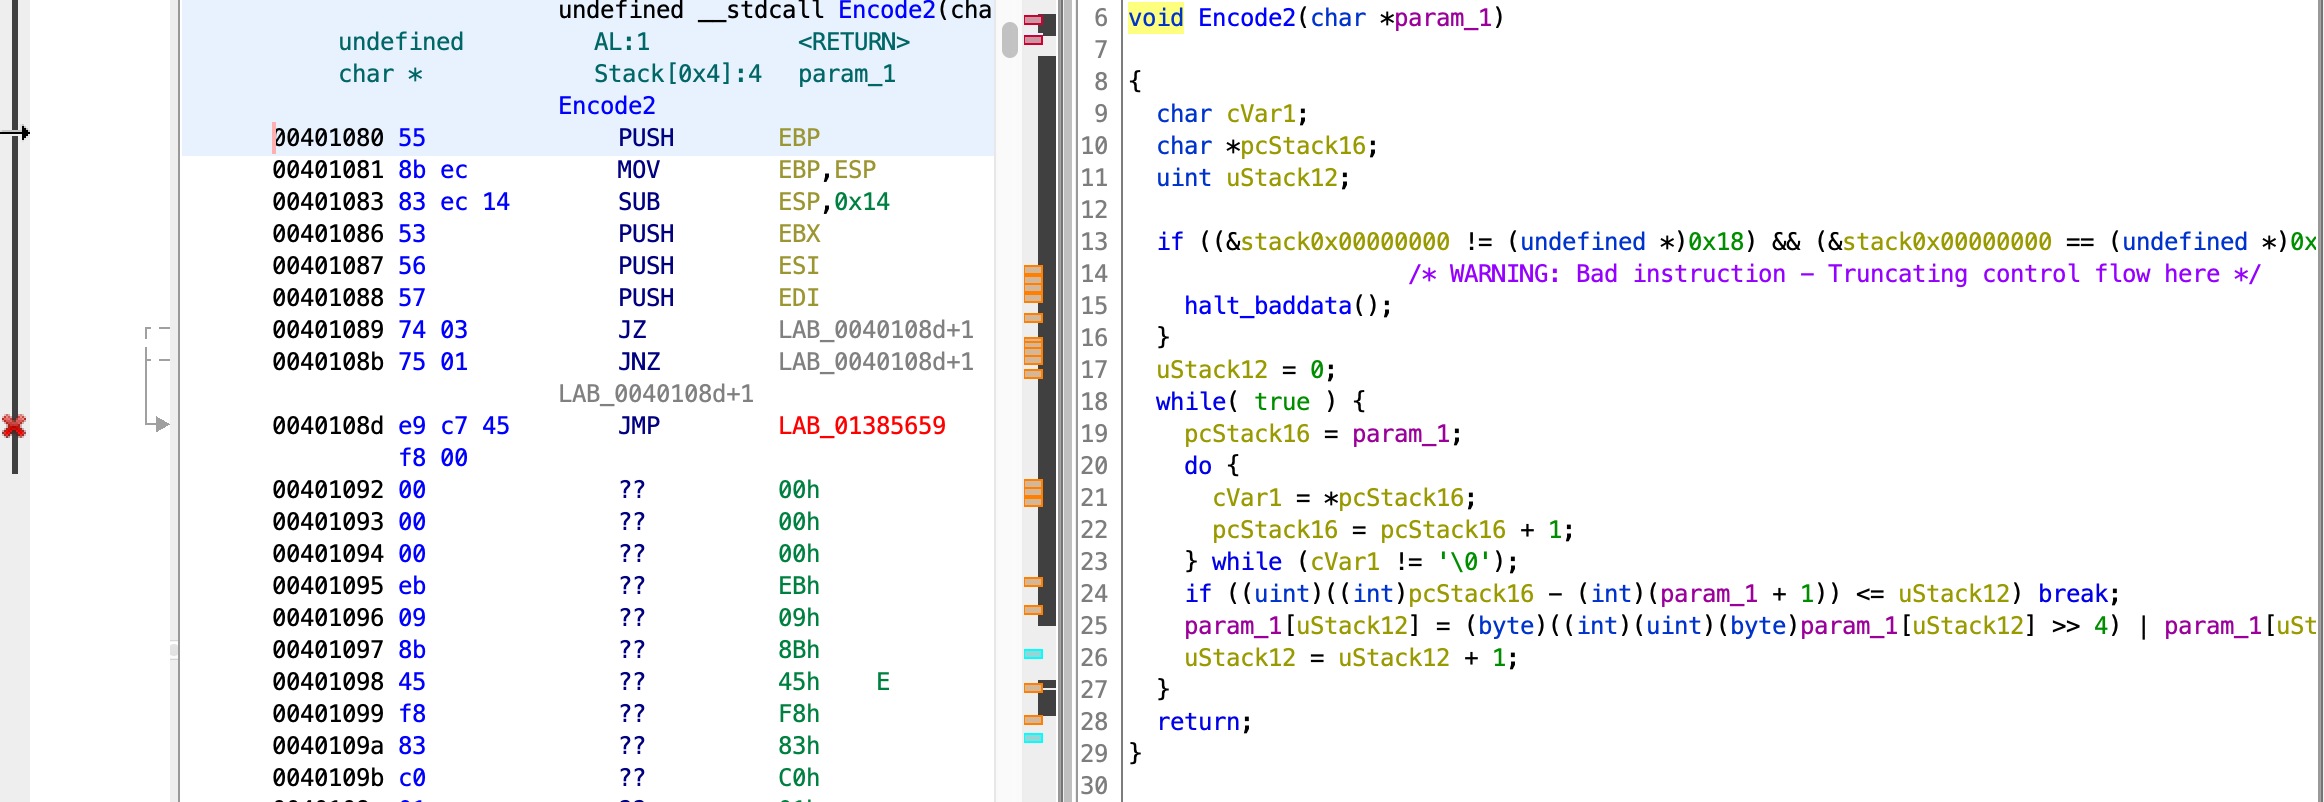 undefined __stdcall Encode2(cha
undefined AL:1 <RETURN>
char * Stack[0x4]:4 param_1
Encode2
00401080 55 PUSH EBP
00401081 8b ec MOV EBP,ESP
00401083 83 ec 14 SUB ESP,0x14
00401086 53 PUSH EBX
00401087 56 PUSH ESI
00401088 57 PUSH EDI
00401089 74 03 JZ LAB_0040108d+1
0040108b 75 01 JNZ LAB_0040108d+1
LAB_0040108d+1
0040108d e9 c7 45 JMP LAB_01385659
f8 00
00401092 00 ?? 00h
00401093 00 ?? 00h
00401094 00 ?? 00h
00401095 eb ?? EBh
00401096 09 ?? 09h
00401097 8b ?? 8Bh
00401098 45 ?? 45h E
00401099 f8 ?? F8h
0040109a 83 ?? 83h
0040109b c0 ?? C0h
6 void Encode2(char *param_1)
7
8 {
9 char cVar1;
10 char *pcStack16;
11 uint uStack12;
12
13 if ((&stack0x00000000 != (undefined *)0x18) && (&stack0x00000000 == (undefined *)0x
14 /* WARNING: Bad instruction - Truncating control flow here */
15 halt_baddata();
16 }
17 uStack12 = 0;
18 while( true ) {
19 pcStack16 = param_1;
20 do {
21 cVar1 = *pcStack16;
22 pcStack16 = pcStack16 + 1;
23 } while (cVar1 != '\0');
24 if ((uint)((int)pcStack16 - (int)(param_1 + 1)) <= uStack12) break;
25 param_1[uStack12] = (byte)((int)(uint)(byte)param_1[uStack12] >> 4) | param_1[uSt
26 uStack12 = uStack12 + 1;
27 }
28 return;
29 }
30